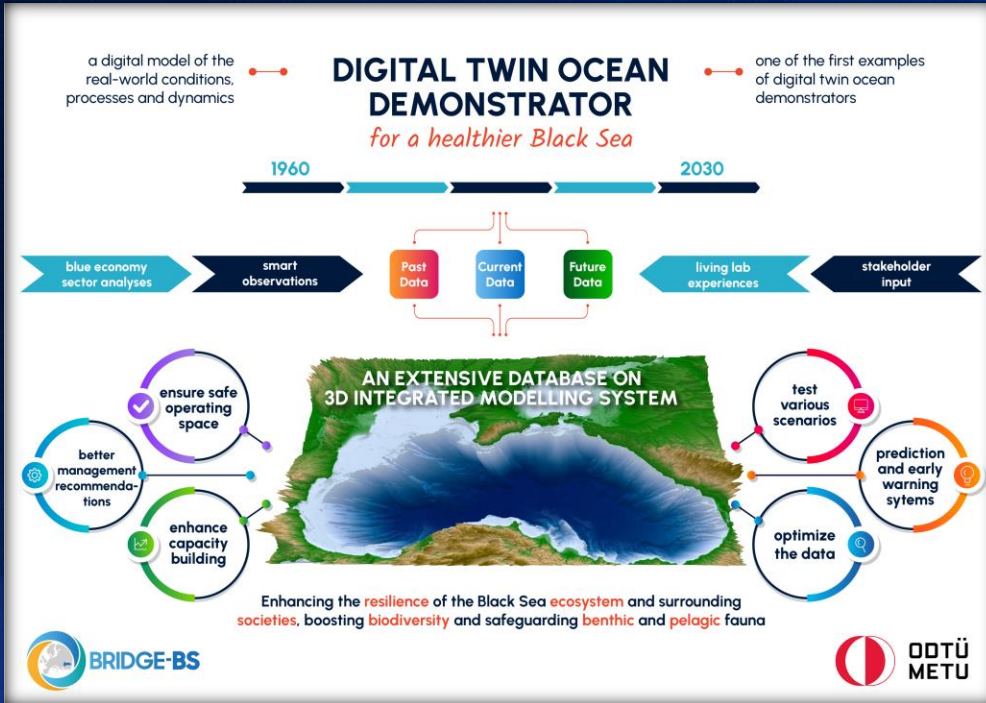 a digital model of the
real-world conditions,
processes and dynamics
DIGITAL TWIN OCEAN
DEMONSTRATOR
for a healthier Black Sea
one of the first examples
of digital twin ocean
demonstrators
1960
2030
blue economy
sector analyses
smart
observations
Past
Data
Current
Data
Future
Data
living lab
experiences
stakeholder
input
AN EXTENSIVE DATABASE ON
3D INTEGRATED MODELLING SYSTEM
ensure safe
operating
space
better
management
recommenda-
tions
enhance
capacity
building
test
various
scenarios
prediction
and early
warning
sytems
optimize
the data
Enhancing the resilience of the Black Sea ecosystem and surrounding
societies, boosting biodiversity and safeguarding benthic and pelagic fauna
BRIDGE-BS
ODTÜ
METU